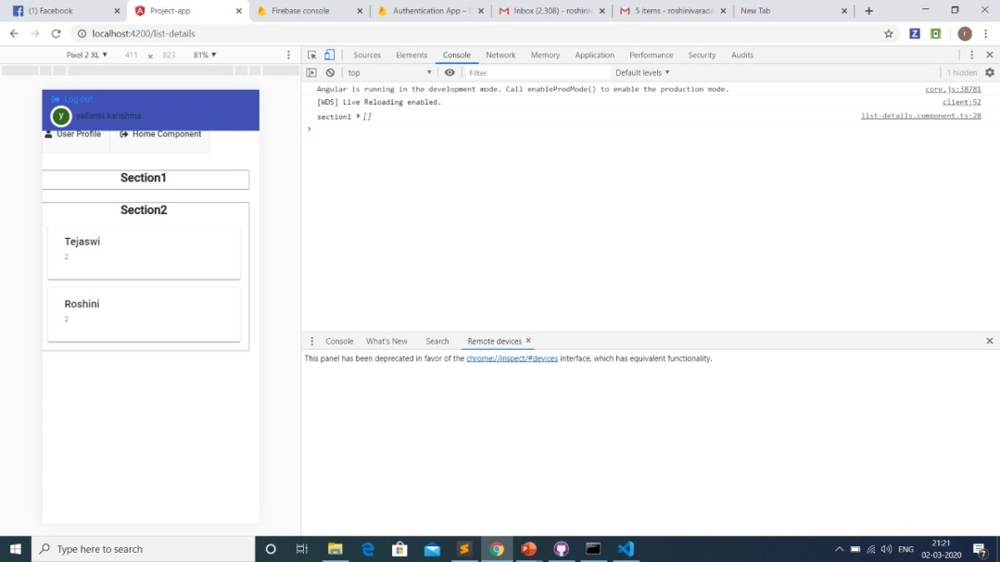 (1) Facebook
Project-app
Firebase console
Authentication App – D
Inbox (2,308) - roshiniv
5 items - roshinivarada
New Tab
localhost:4200/list-details
Pixel 2 XL ▼ 411 x 823 81% ▼
Sources Elements Console Network Memory Application Performance Security Audits
top Filter Default levels ▼ 1 hidden
Angular is running in the development mode. Call enableProdMode() to enable the production mode. core.js:38781
[WDS] Live Reloading enabled. client:52
section1 ▶ [] list-details.component.ts:28
Log out
y yallanki karishma
User Profile Home Component
Section1
Section2
Tejaswi
2
Roshini
2
Console What's New Search Remote devices
This panel has been deprecated in favor of the chrome://inspect/#devices interface, which has equivalent functionality.
Type here to search
ENG
21:21
02-03-2020
7